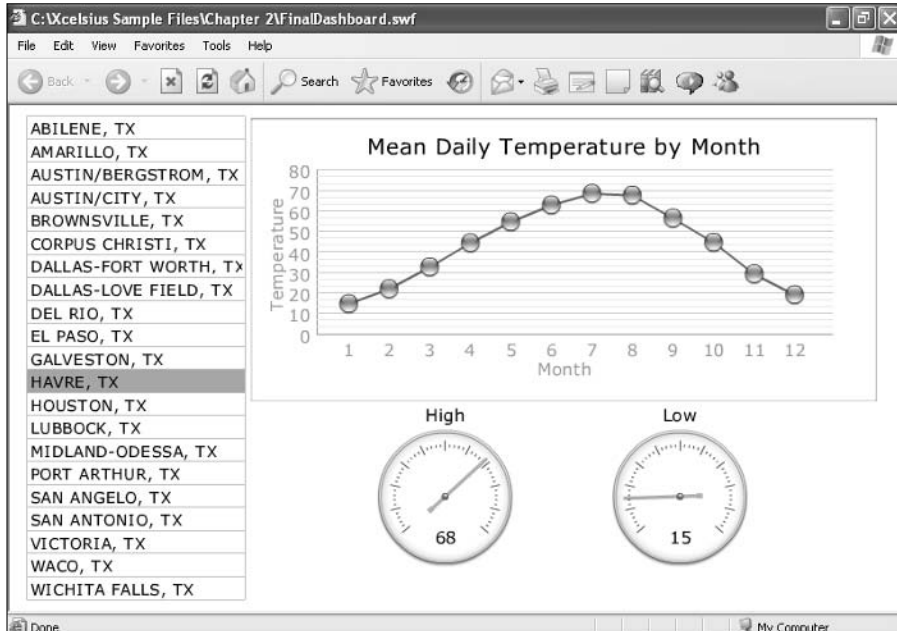 C:\Xcelsius Sample Files\Chapter 2\FinalDashboard.swf
File Edit View Favorites Tools Help
Back Search Favorites
ABILENE, TX
AMARILLO, TX
AUSTIN/BERGSTROM, TX
AUSTIN/CITY, TX
BROWNSVILLE, TX
CORPUS CHRISTI, TX
DALLAS-FORT WORTH, TX
DALLAS-LOVE FIELD, TX
DEL RIO, TX
EL PASO, TX
GALVESTON, TX
HAVRE, TX
HOUSTON, TX
LUBBOCK, TX
MIDLAND-ODESSA, TX
PORT ARTHUR, TX
SAN ANGELO, TX
SAN ANTONIO, TX
VICTORIA, TX
WACO, TX
WICHITA FALLS, TX
Mean Daily Temperature by Month
Temperature
80
70
60
50
40
30
20
10
0
1 2 3 4 5 6 7 8 9 10 11 12
Month
High Low
68 15
Done My Computer